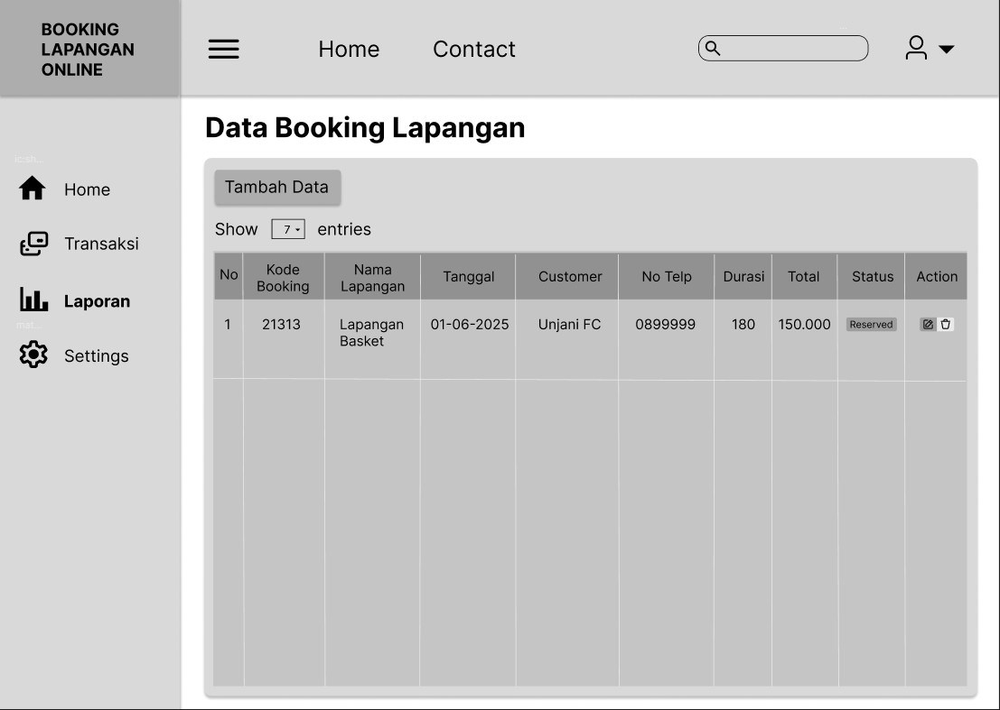 BOOKING
LAPANGAN
ONLINE
Home
Contact
Home
Transaksi
Laporan
Settings
Data Booking Lapangan
Tambah Data
Show 7 entries
No Kode Booking Nama Lapangan Tanggal Customer No Telp Durasi Total Status Action
1 21313 Lapangan Basket 01-06-2025 Unjani FC 0899999 180 150.000 Reserved